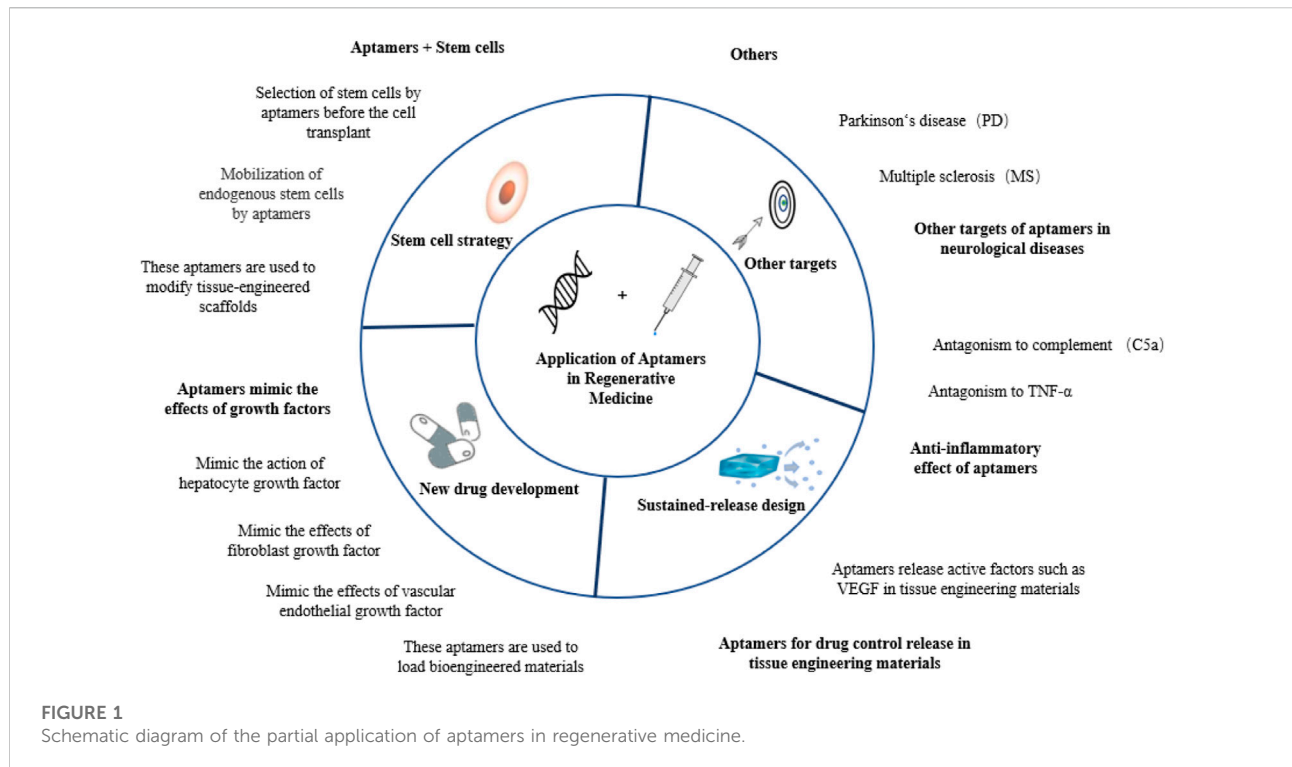 Aptamers + Stem cells
Selection of stem cells by
aptamers before the cell
transplant
Mobilization of
endogenous stem cells
by aptamers
These aptamers are used to
modify tissue-engineered
scaffolds
Stem cell strategy
Others
Parkinson‘s disease（PD）
Multiple sclerosis（MS）
Other targets of aptamers in
neurological diseases
Other targets
Antagonism to complement（C5a）
Antagonism to TNF-α
Anti-inflammatory
effect of aptamers
+
Application of Aptamers
in Regenerative
Medicine
Aptamers mimic the
effects of growth factors
Mimic the action of
hepatocyte growth factor
Mimic the effects of
fibroblast growth factor
Mimic the effects of vascular
endothelial growth factor
These aptamers are used to
load bioengineered materials
New drug development
Sustained-release design
Aptamers release active factors such as
VEGF in tissue engineering materials
Aptamers for drug control release in
tissue engineering materials
FIGURE 1
Schematic diagram of the partial application of aptamers in regenerative medicine.